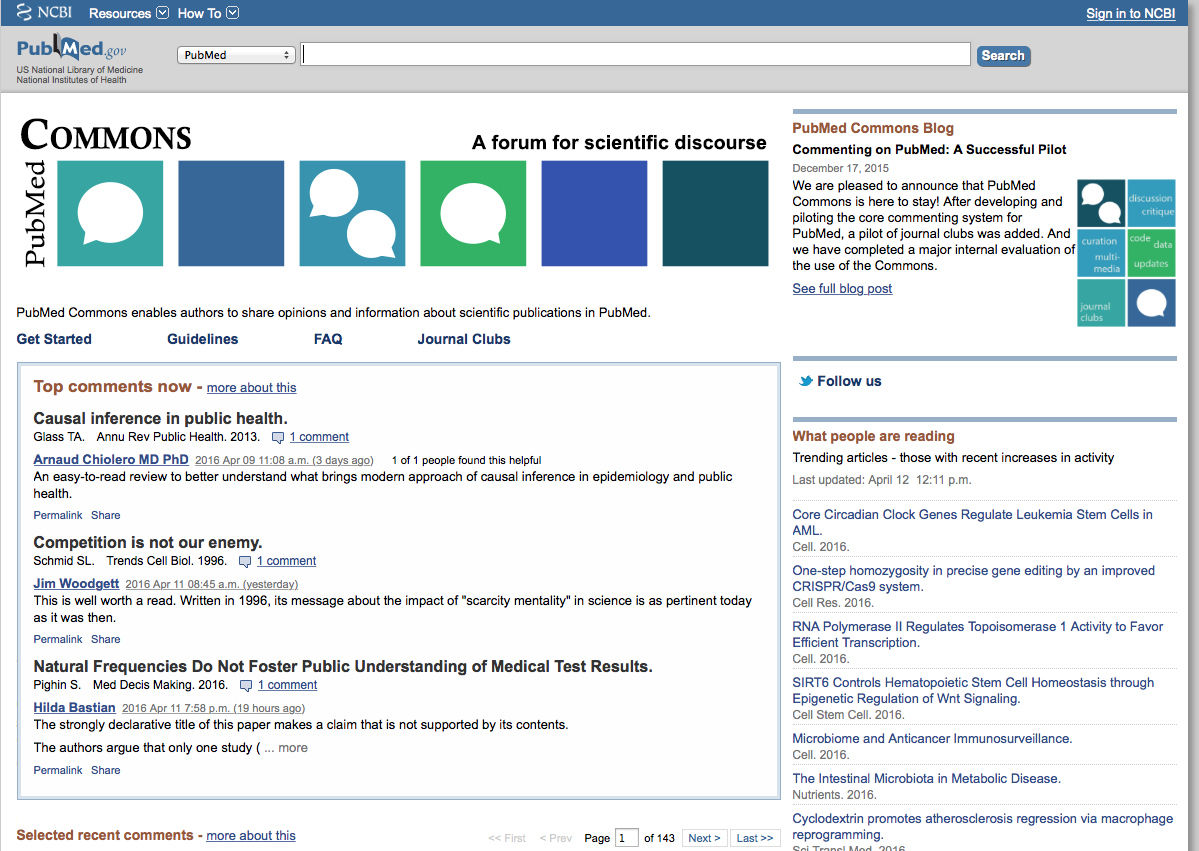 NCBI Resources How To Sign in to NCBI
PubMed.gov
US National Library of Medicine
National Institutes of Health
PubMed
Search
PubMed
COMMONS
A forum for scientific discourse
PubMed Commons enables authors to share opinions and information about scientific publications in PubMed.
Get Started Guidelines FAQ Journal Clubs
Top comments now - more about this
Causal inference in public health.
Glass TA. Annu Rev Public Health. 2013. 1 comment
Arnaud Chiolero MD PhD 2016 Apr 09 11:08 a.m. (3 days ago) 1 of 1 people found this helpful
An easy-to-read review to better understand what brings modern approach of causal inference in epidemiology and public
health.
Permalink Share
Competition is not our enemy.
Schmid SL. Trends Cell Biol. 1996. 1 comment
Jim Woodgett 2016 Apr 11 08:45 a.m. (yesterday)
This is well worth a read. Written in 1996, its message about the impact of "scarcity mentality" in science is as pertinent today
as it was then.
Permalink Share
Natural Frequencies Do Not Foster Public Understanding of Medical Test Results.
Pighin S. Med Decis Making. 2016. 1 comment
Hilda Bastian 2016 Apr 11 7:58 p.m. (19 hours ago)
The strongly declarative title of this paper makes a claim that is not supported by its contents.
The authors argue that only one study ( ... more
Permalink Share
Selected recent comments - more about this
<< First < Prev Page 1 of 143 Next > Last >>
PubMed Commons Blog
Commenting on PubMed: A Successful Pilot
December 17, 2015
We are pleased to announce that PubMed
Commons is here to stay! After developing and
piloting the core commenting system for
PubMed, a pilot of journal clubs was added. And
we have completed a major internal evaluation of
the use of the Commons.
See full blog post
discussion
critique
curation
multi-
media
code
data
updates
journal
clubs
Follow us
What people are reading
Trending articles - those with recent increases in activity
Last updated: April 12 12:11 p.m.
Core Circadian Clock Genes Regulate Leukemia Stem Cells in
AML.
Cell. 2016.
One-step homozygosity in precise gene editing by an improved
CRISPR/Cas9 system.
Cell Res. 2016.
RNA Polymerase II Regulates Topoisomerase 1 Activity to Favor
Efficient Transcription.
Cell. 2016.
SIRT6 Controls Hematopoietic Stem Cell Homeostasis through
Epigenetic Regulation of Wnt Signaling.
Cell Stem Cell. 2016.
Microbiome and Anticancer Immunosurveillance.
Cell. 2016.
The Intestinal Microbiota in Metabolic Disease.
Nutrients. 2016.
Cyclodextrin promotes atherosclerosis regression via macrophage
reprogramming.
Sci Transl Med. 2016.